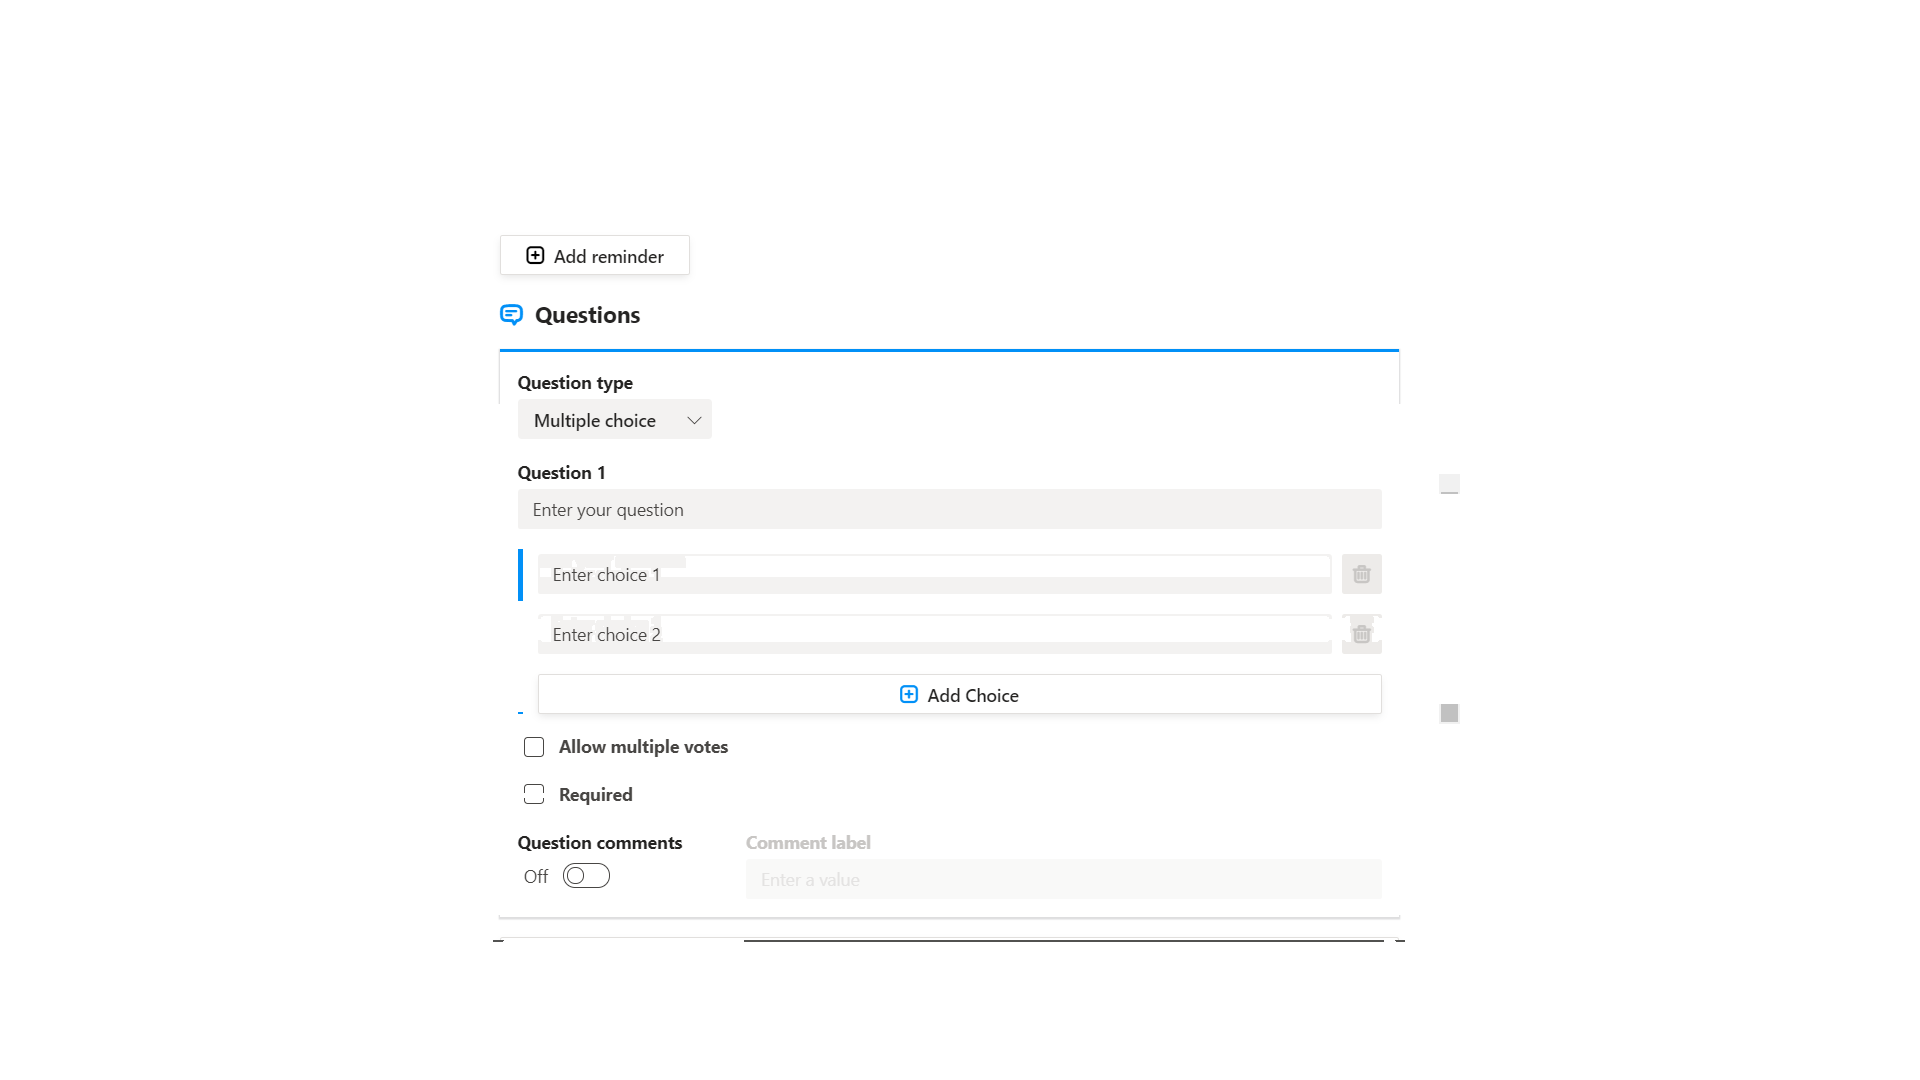 Add reminder
Questions
Question type
Multiple choice
Question 1
Enter your question
Enter choice 1
Enter choice 2
Add Choice
Allow multiple votes
Required
Question comments
Comment label
Off
Enter a value